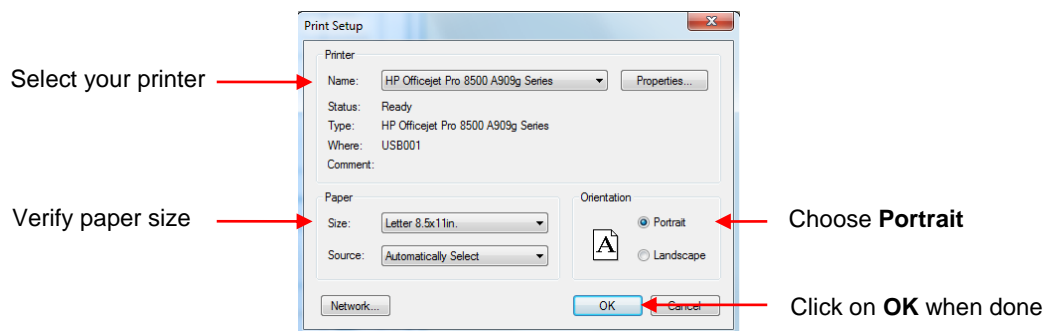 Print Setup
Printer
Select your printer
Name: HP Officejet Pro 8500 A909g Series Properties...
Status: Ready
Type: HP Officejet Pro 8500 A909g Series
Where: USB001
Comment:
Paper
Orientation
Verify paper size
Size: Letter 8.5x11in.
Portrait
Choose Portrait
A
Source: Automatically Select
Landscape
Network... OK Cancel
Click on OK when done